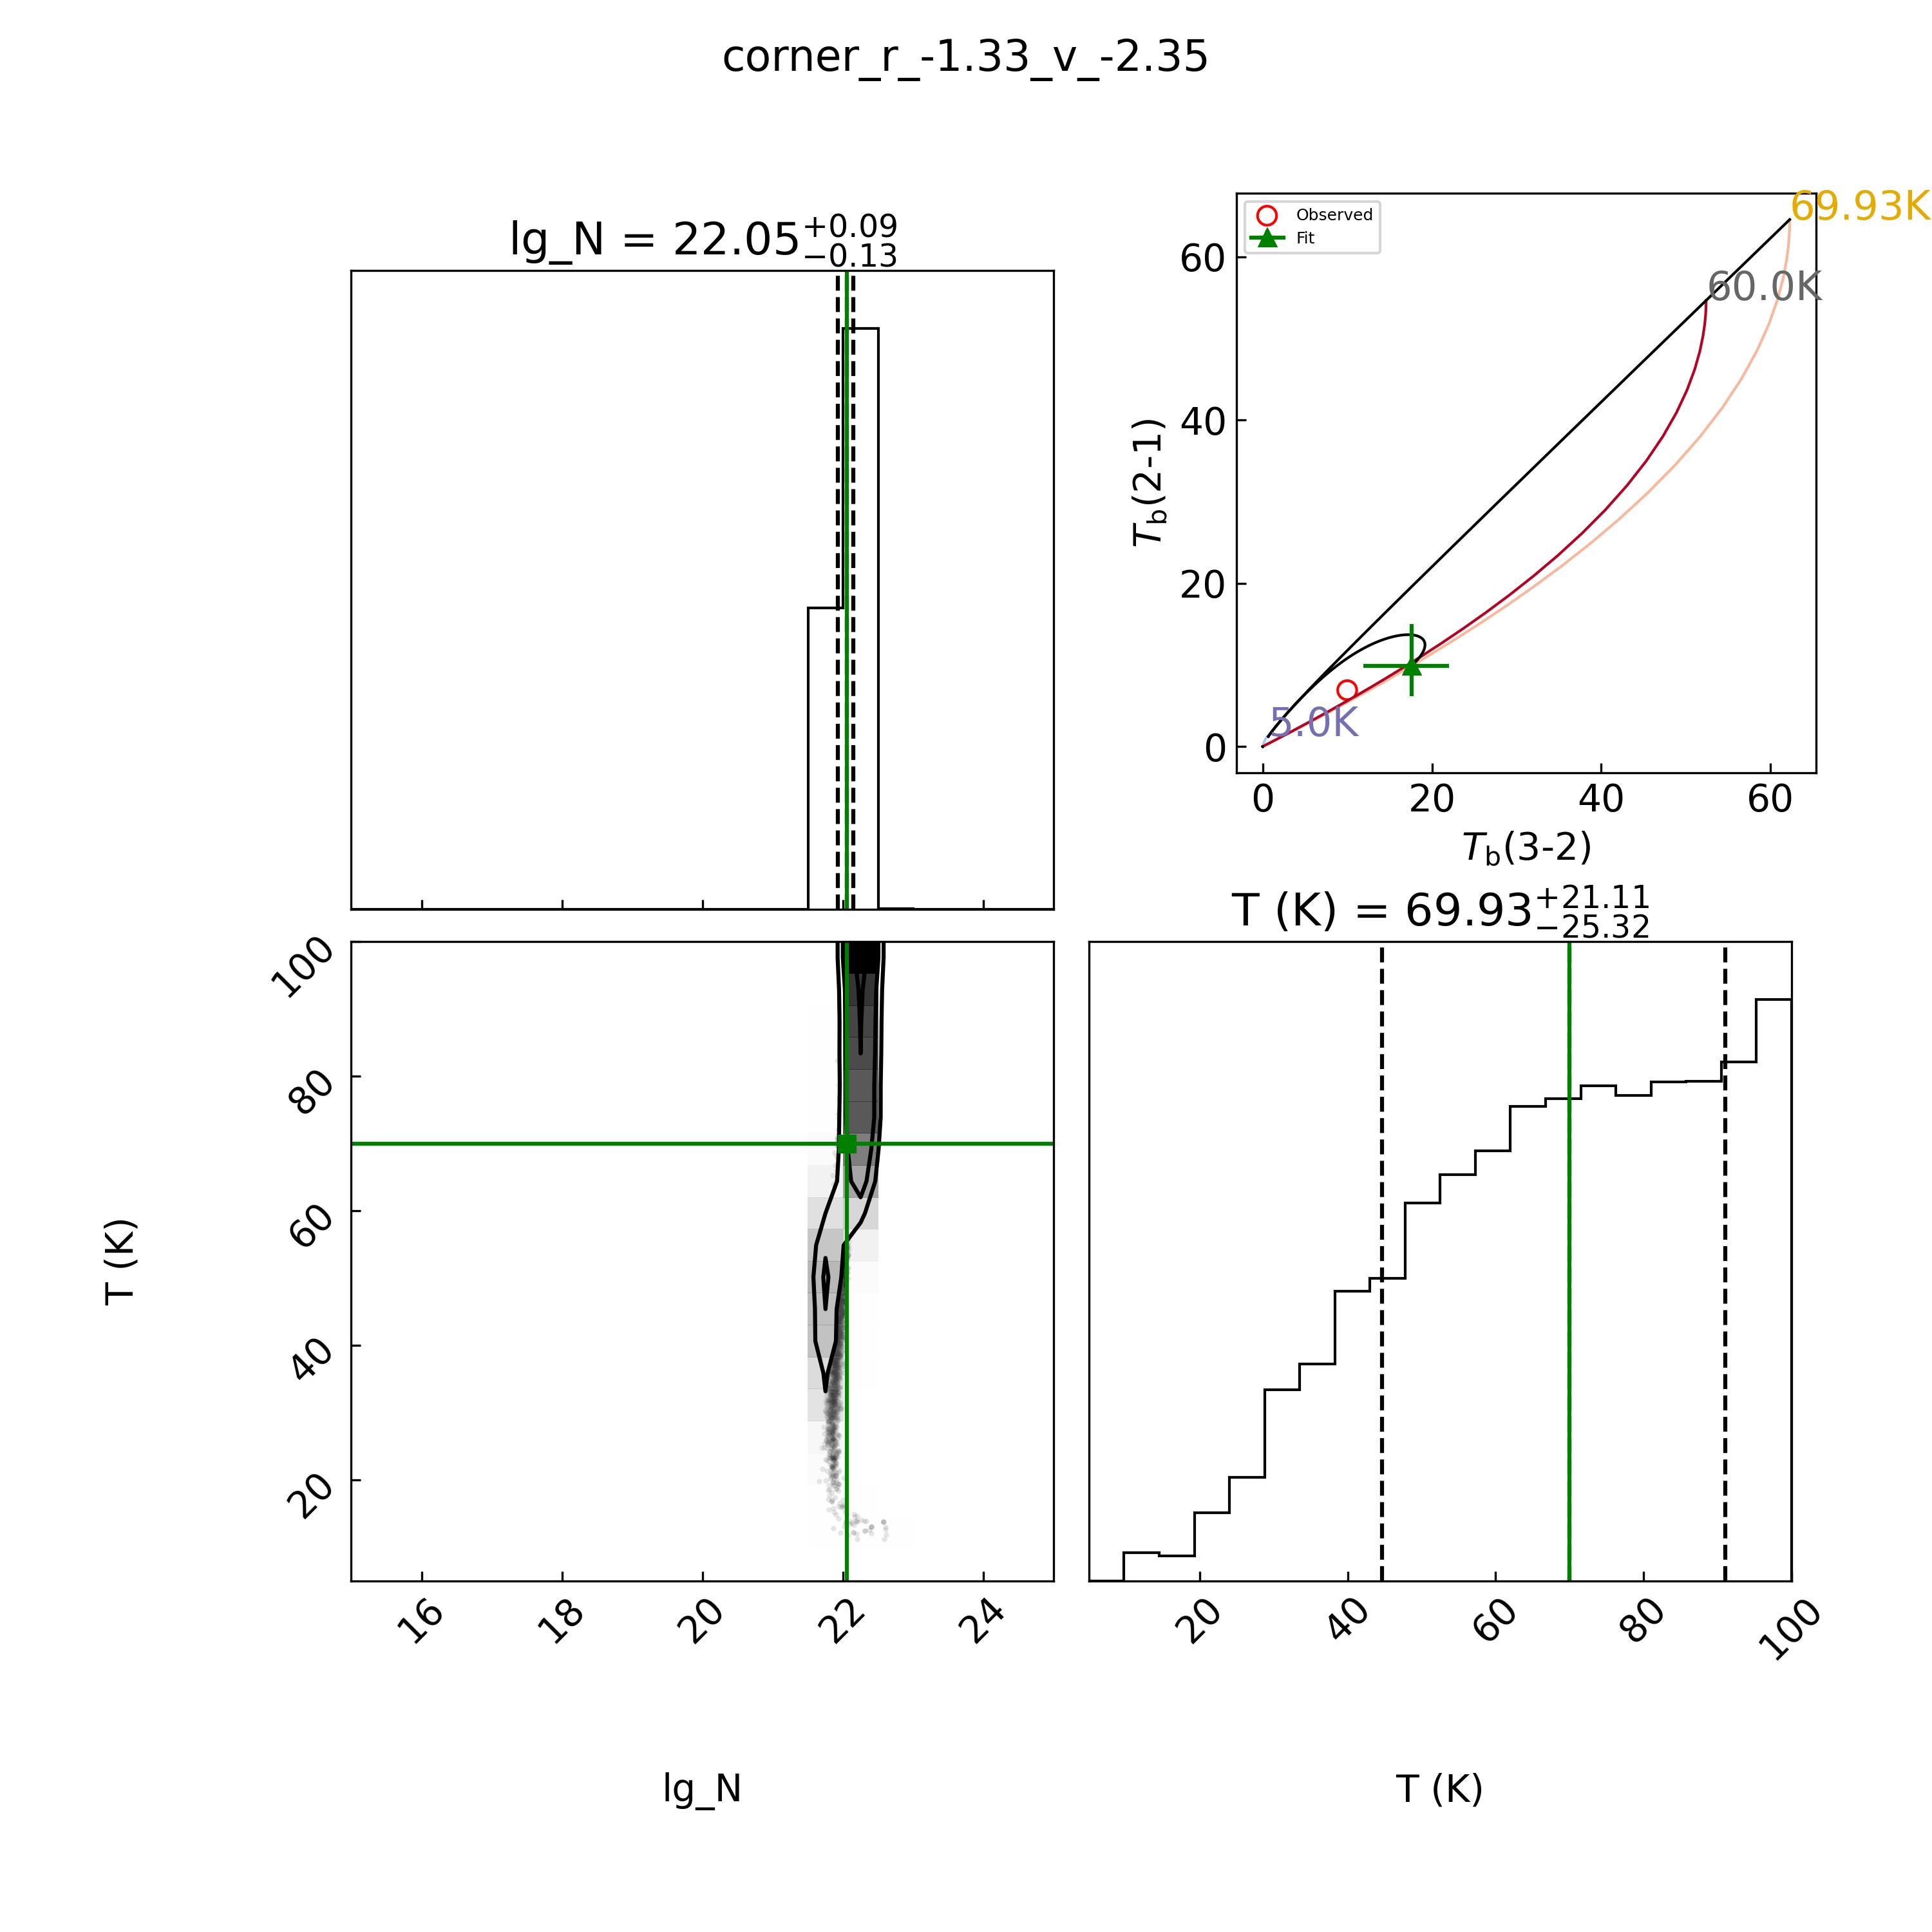 corner_r_-1.33_v_-2.35
lg_N = 22.05+0.09−0.13
Observed
Fit
69.93K
60.0K
5.0K
60
40
20
0
Tb(2-1)
0 20 40 60
Tb(3-2)
T (K) = 69.93+21.11−25.32
100
80
60
40
20
T (K)
16 18 20 22 24
lg_N
20 40 60 80 100
T (K)